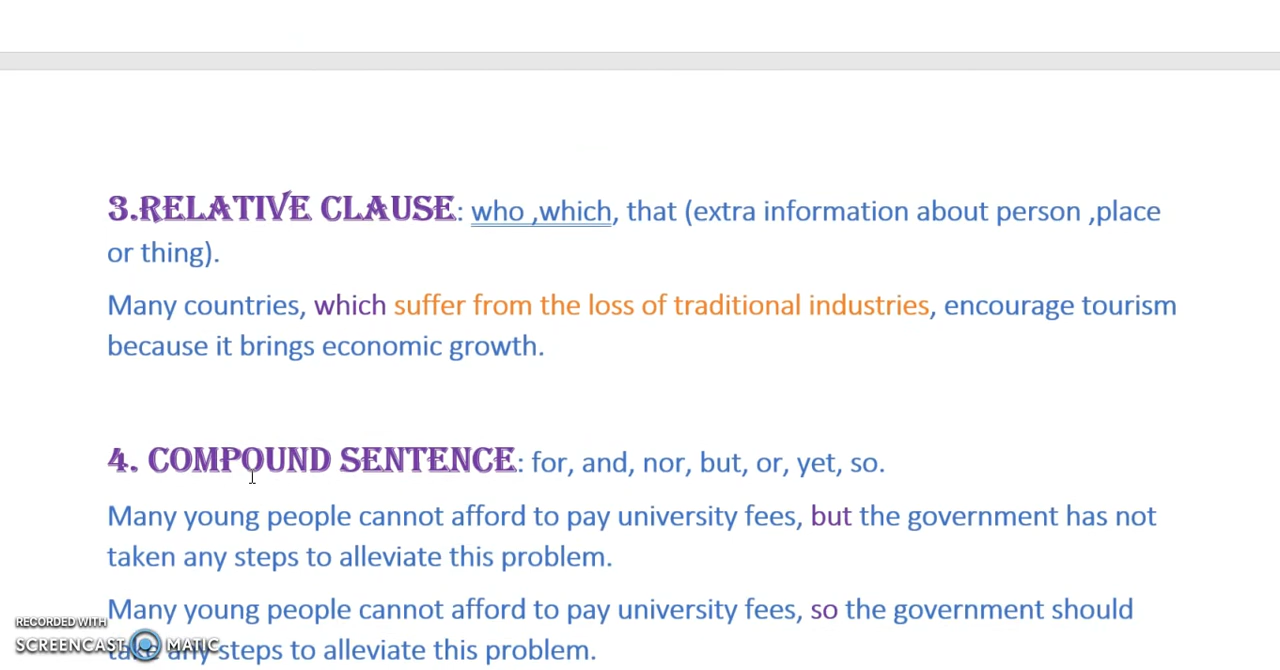 3.RELATIVE CLAUSE: who ,which, that (extra information about person ,place
or thing).
Many countries, which suffer from the loss of traditional industries, encourage tourism
because it brings economic growth.
4. COMPOUND SENTENCE: for, and, nor, but, or, yet, so.
Many young people cannot afford to pay university fees, but the government has not
taken any steps to alleviate this problem.
Many young people cannot afford to pay university fees, so the government should
take any steps to alleviate this problem.
RECORDED WITH
SCREENCAST MATIC